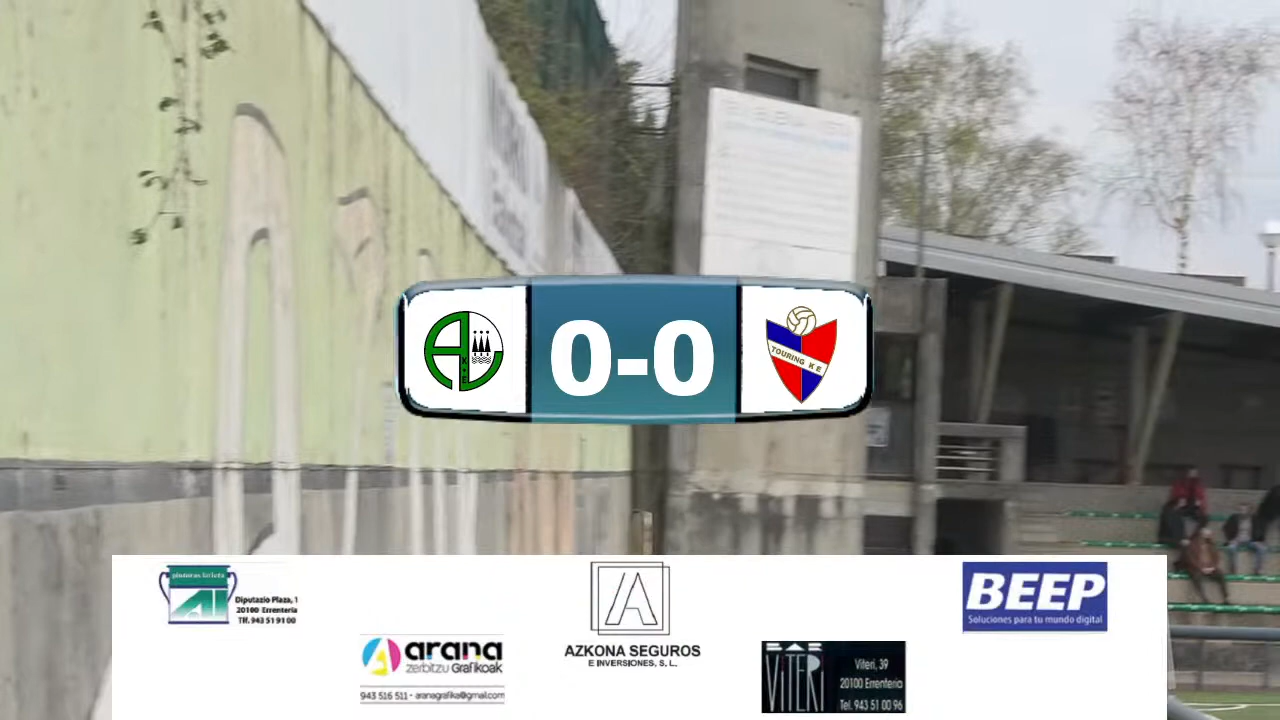 0-0
K
E
TOURING K E
Diputazio Plaza, 1
20100 Errenteria
Tlf. 943 51 91 00
arana
zerbitzu Grafikoak
943 516 511 - aranagrafika@gmail.com
AZKONA SEGUROS
E INVERSIONES, S, L.
BAR
VITERI
Viteri, 39
20100 Errenteria
Tel. 943 51 00 96
BEEP
Soluciones para tu mundo digital